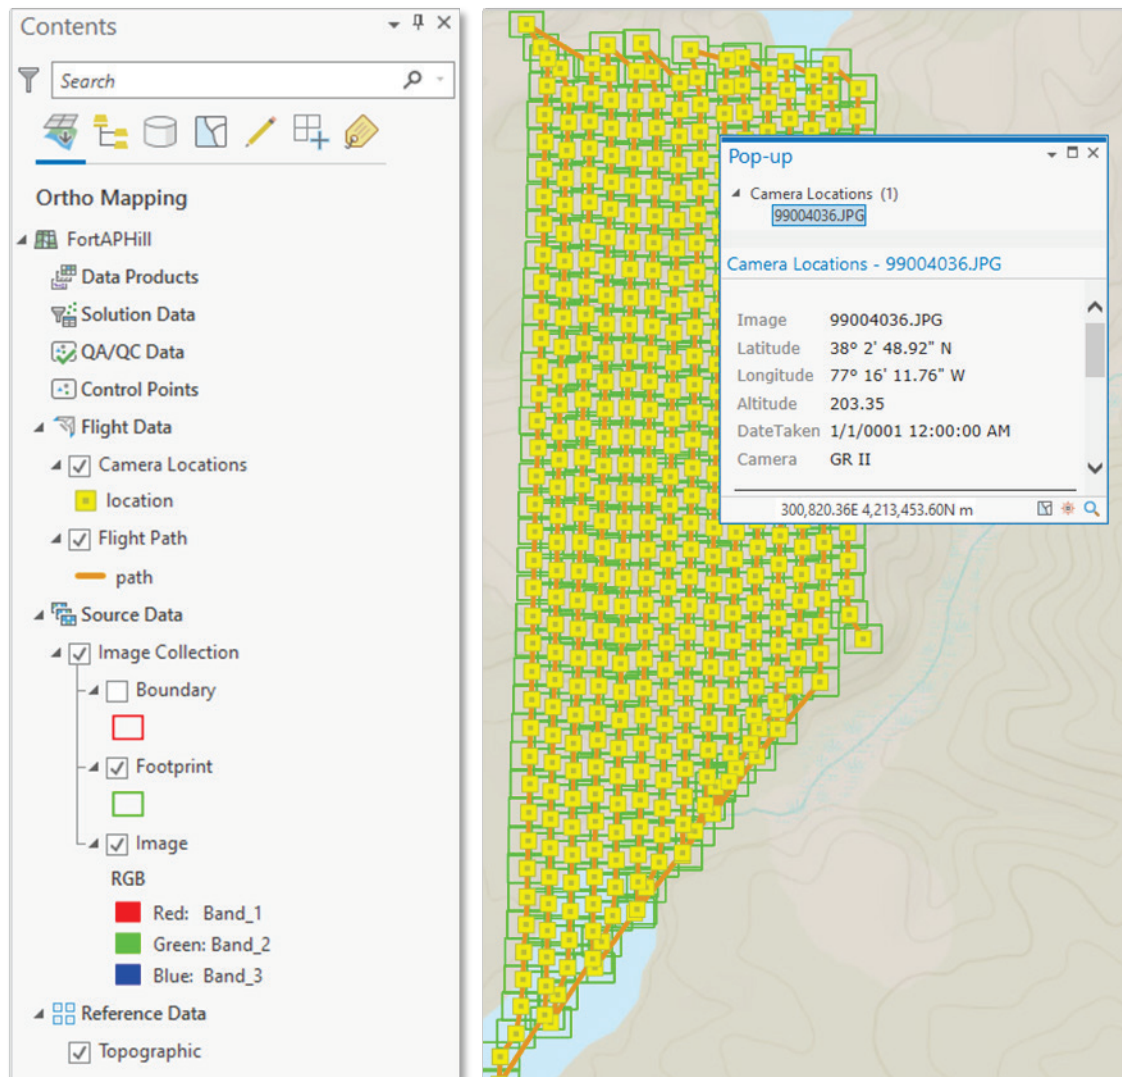 Contents
Search
Ortho Mapping
FortAPHill
Data Products
Solution Data
QA/QC Data
Control Points
Flight Data
Camera Locations
location
Flight Path
path
Source Data
Image Collection
Boundary
Footprint
Image
RGB
Red: Band_1
Green: Band_2
Blue: Band_3
Reference Data
Topographic
Pop-up
Camera Locations (1)
99004036.JPG
Camera Locations - 99004036.JPG
Image 99004036.JPG
Latitude 38° 2' 48.92" N
Longitude 77° 16' 11.76" W
Altitude 203.35
DateTaken 1/1/0001 12:00:00 AM
Camera GR II
300,820.36E 4,213,453.60N m